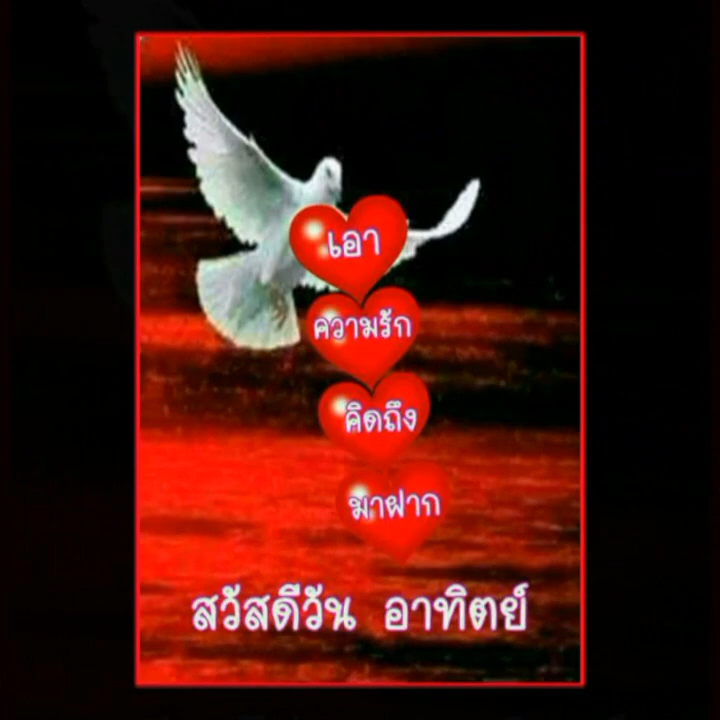 เอา
ความรัก
คิดถึง
มาฝาก
สวัสดีวัน อาทิตย์